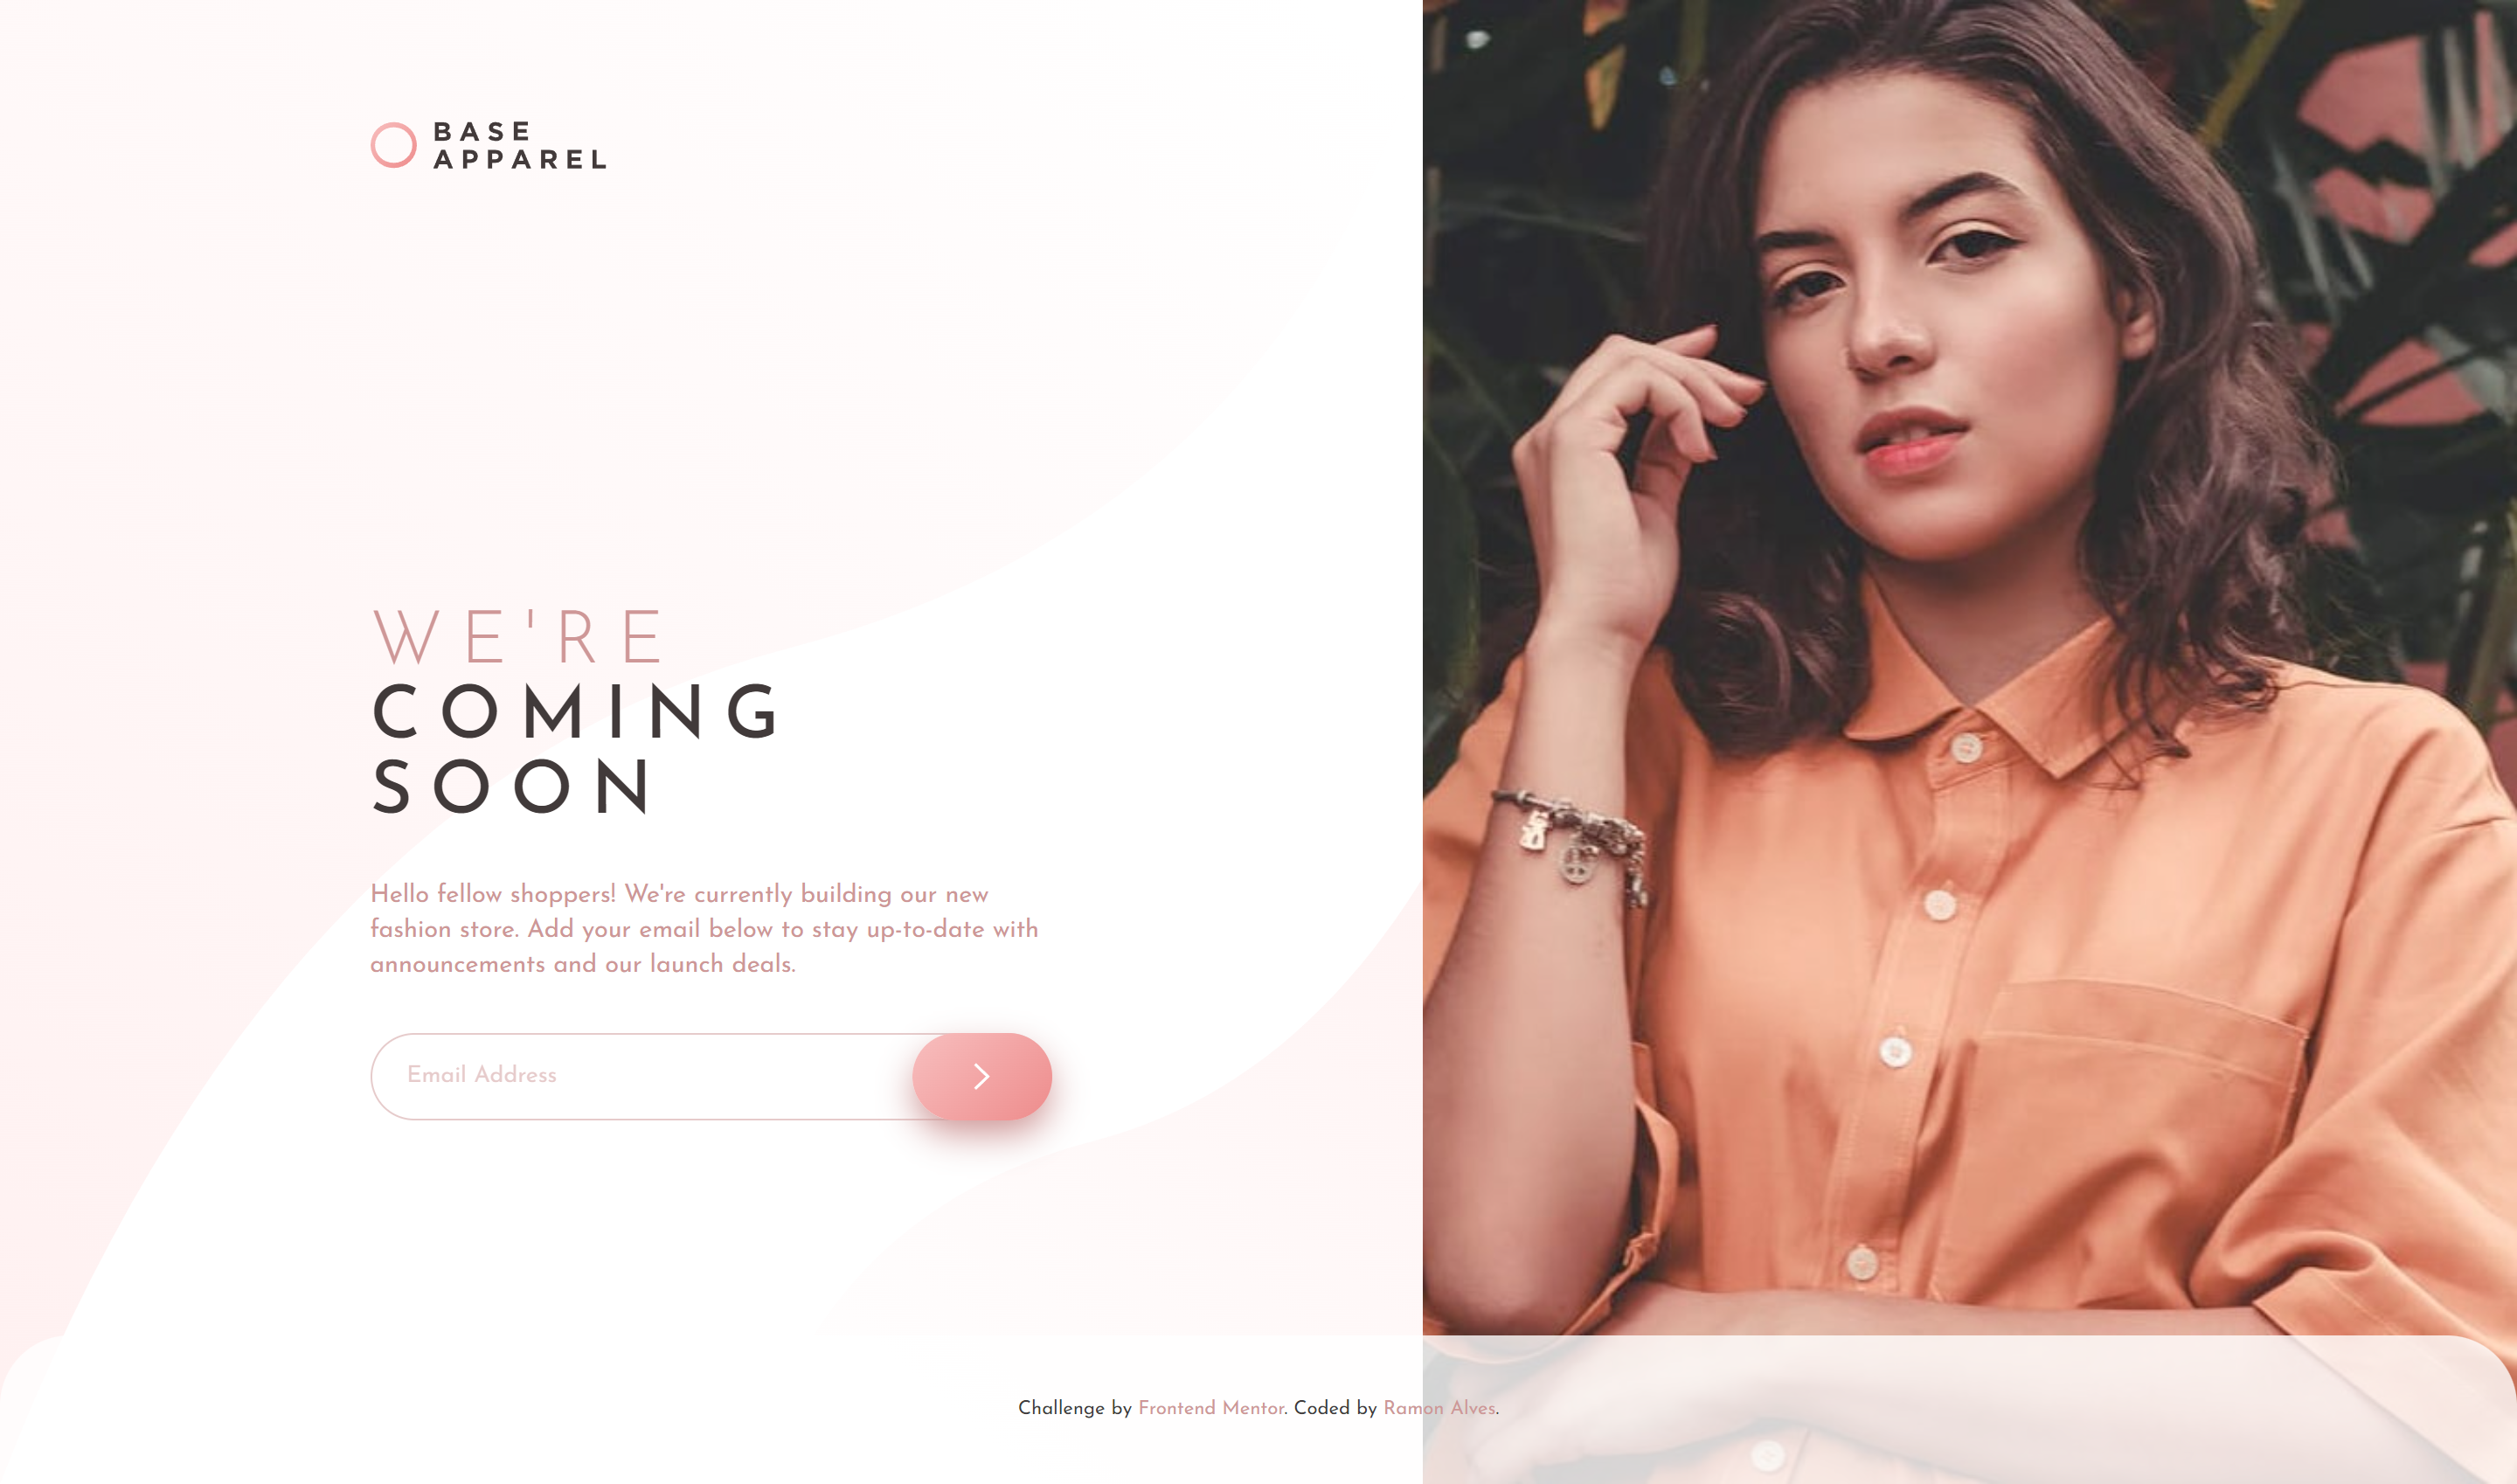 BASE
APPAREL
WE'RE
COMING
SOON
Hello fellow shoppers! We're currently building our new
fashion store. Add your email below to stay up-to-date with
announcements and our launch deals.
Email Address
Challenge by Frontend Mentor. Coded by Ramon Alves.